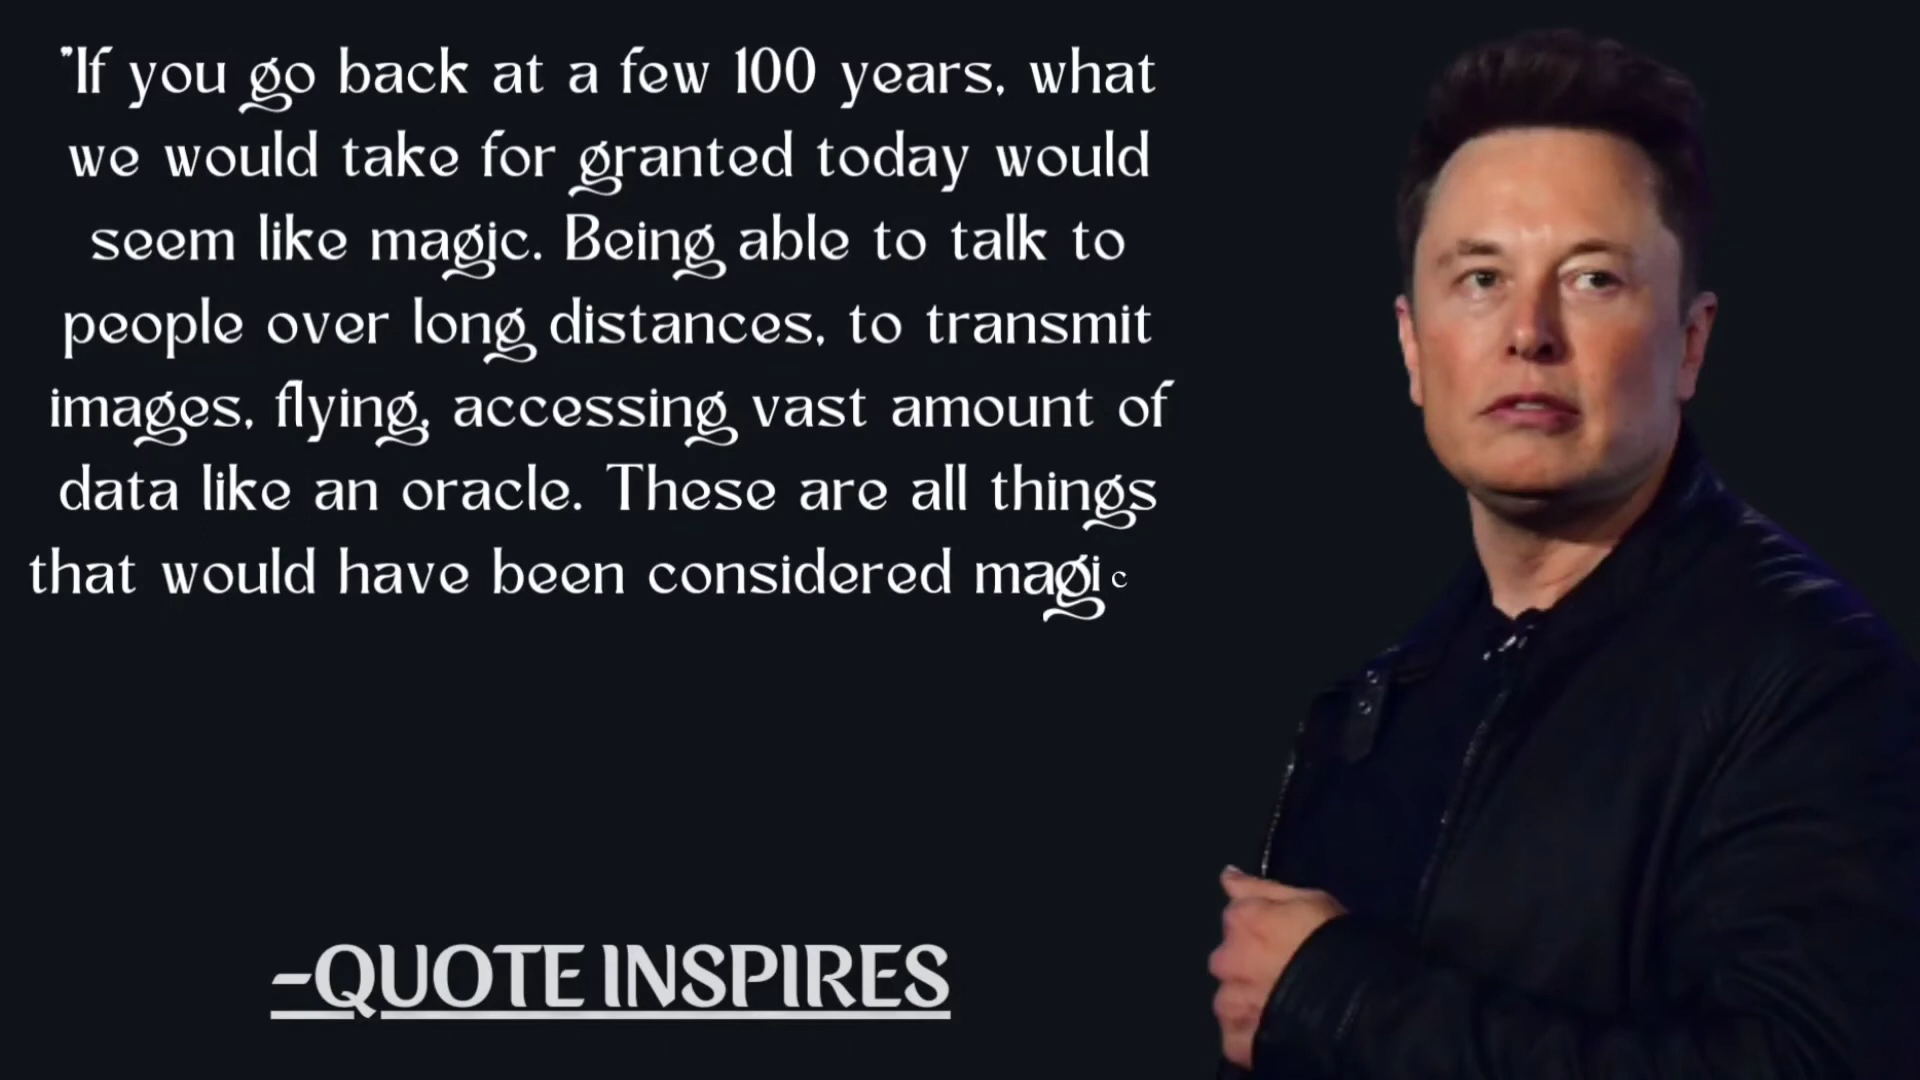 "If you go back at a few 100 years, what
we would take for granted today would
seem like magic. Being able to talk to
people over long distances, to transmit
images, flying, accessing vast amount of
data like an oracle. These are all things
that would have been considered magic
-QUOTE INSPIRES